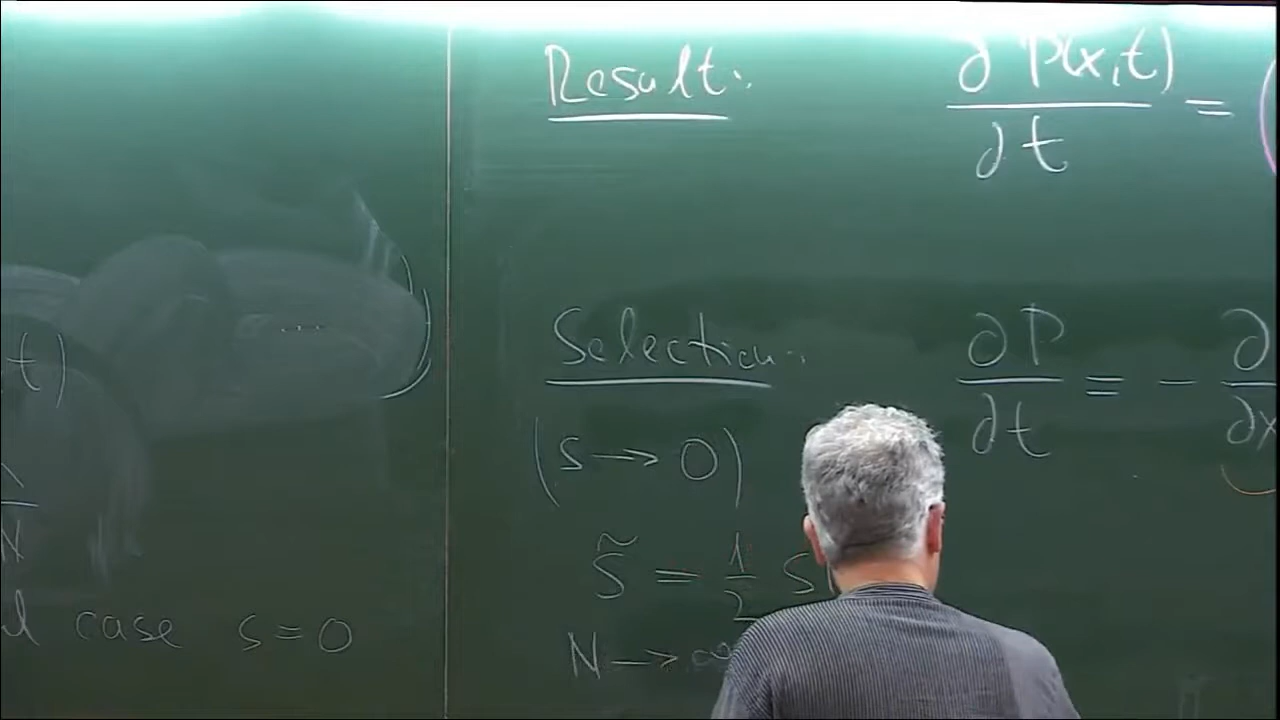 t)
N
case s = 0
Result:
∂P(x,t)/∂t = (
Selection:
∂P/∂t = - ∂/∂x
(s → 0)
s̃ = 1/2 s
N → ∞